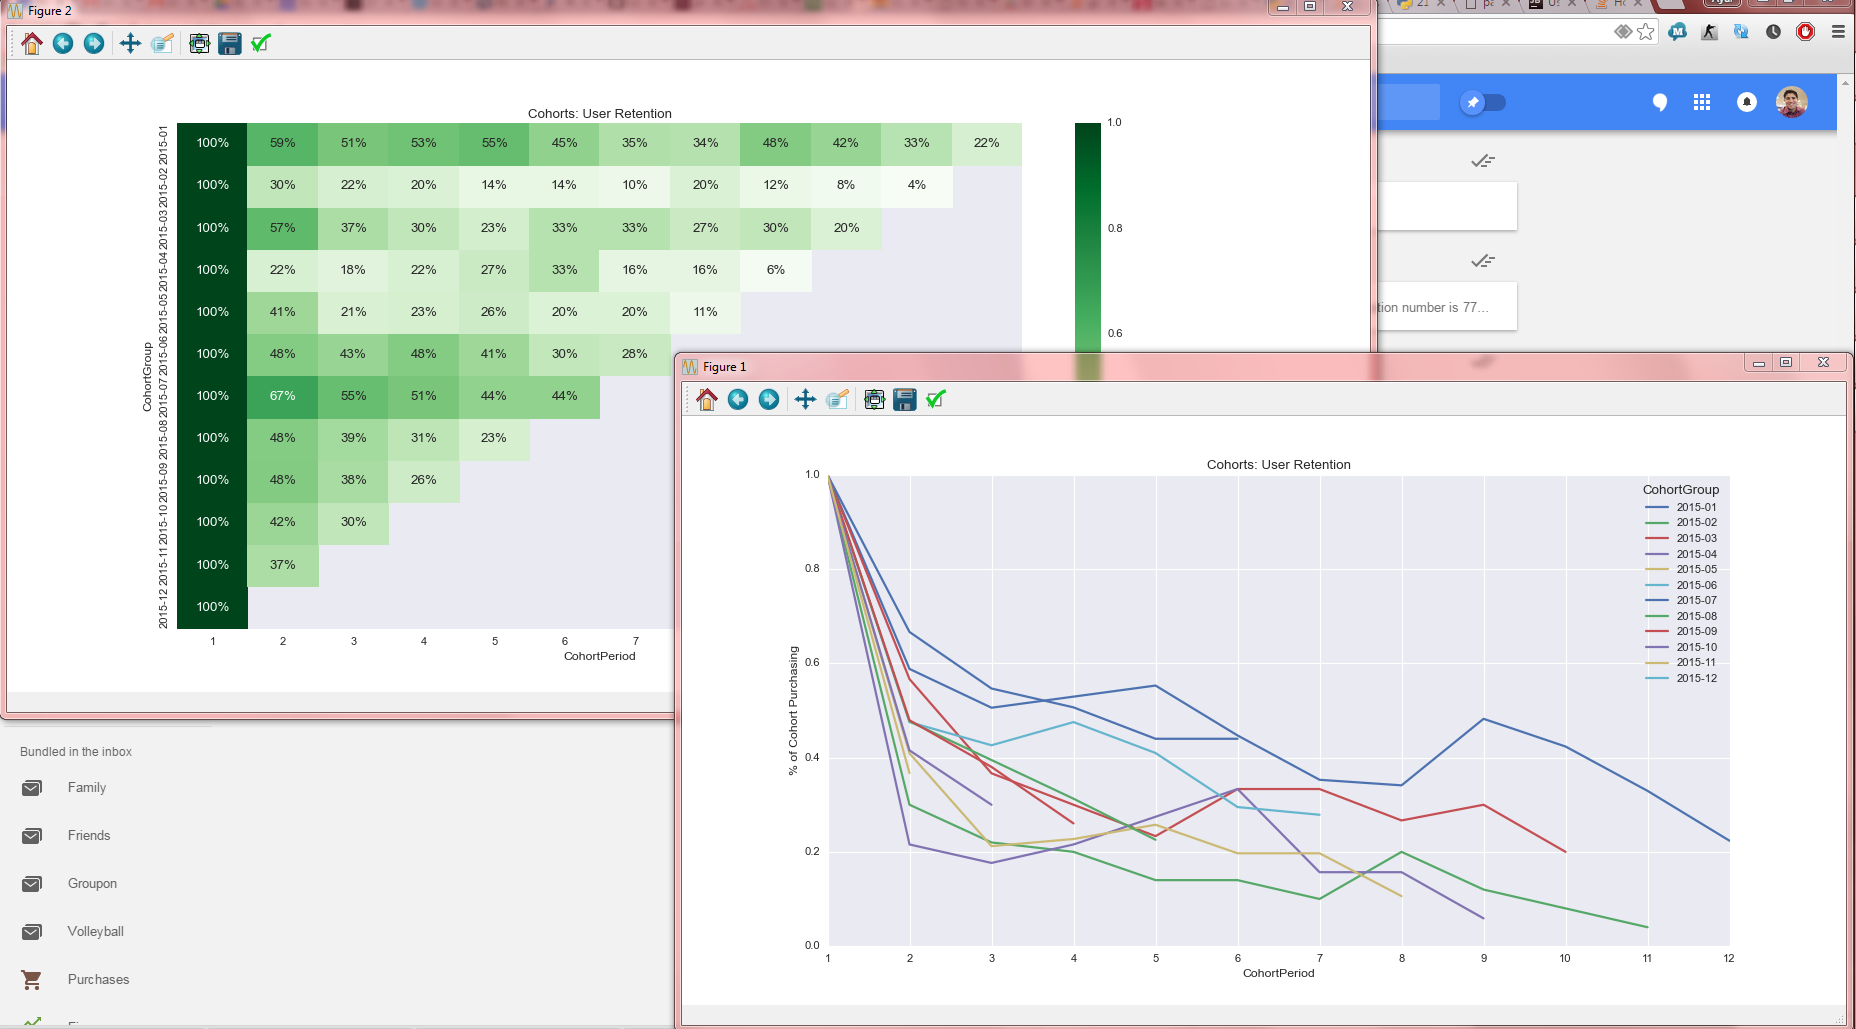 Figure 2
Cohorts: User Retention
CohortGroup
2015-01 100% 59% 51% 53% 55% 45% 35% 34% 48% 42% 33% 22%
2015-02 100% 30% 22% 20% 14% 14% 10% 20% 12% 8% 4%
2015-03 100% 57% 37% 30% 23% 33% 33% 27% 30% 20%
2015-04 100% 22% 18% 22% 27% 33% 16% 16% 6%
2015-05 100% 41% 21% 23% 26% 20% 20% 11%
2015-06 100% 48% 43% 48% 41% 30% 28%
2015-07 100% 67% 55% 51% 44% 44%
2015-08 100% 48% 39% 31% 23%
2015-09 100% 48% 38% 26%
2015-10 100% 42% 30%
2015-11 100% 37%
2015-12 100%
1 2 3 4 5 6 7
CohortPeriod
1.0
0.8
0.6
tion number is 77...
Figure 1
Cohorts: User Retention
% of Cohort Purchasing
1.0
0.8
0.6
0.4
0.2
0.0
1 2 3 4 5 6 7 8 9 10 11 12
CohortPeriod
CohortGroup
2015-01
2015-02
2015-03
2015-04
2015-05
2015-06
2015-07
2015-08
2015-09
2015-10
2015-11
2015-12
Bundled in the inbox
Family
Friends
Groupon
Volleyball
Purchases